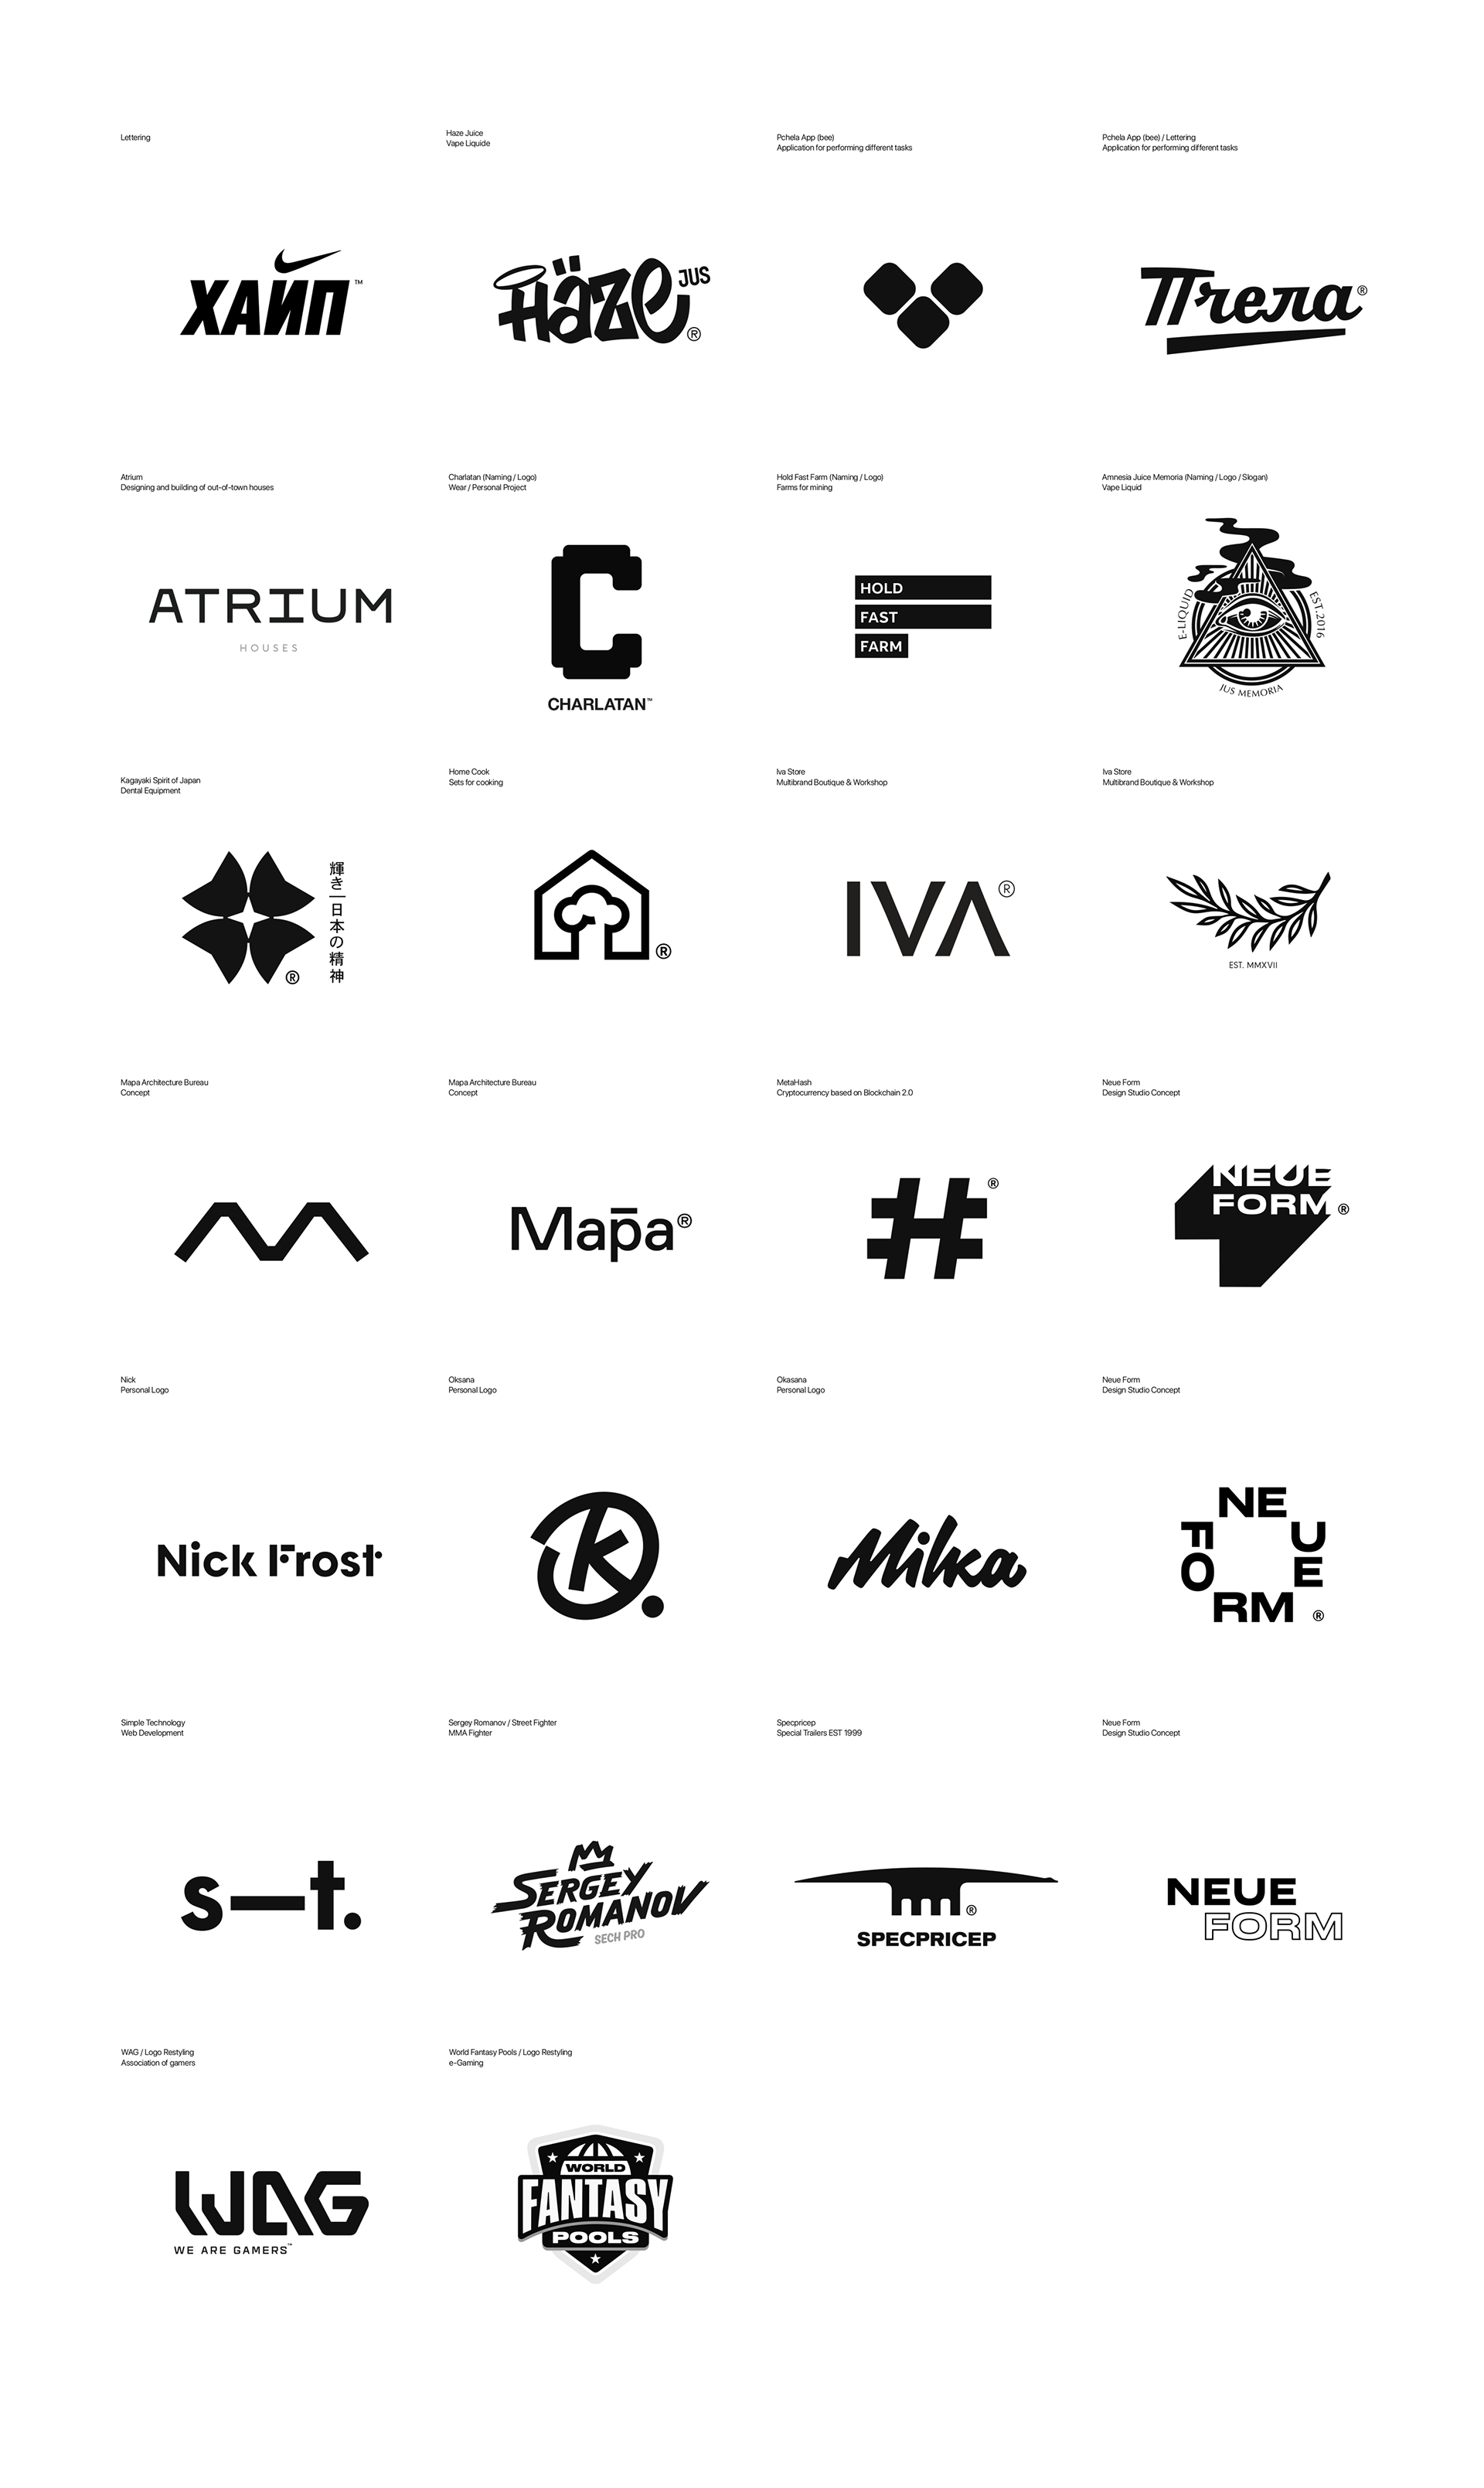 Lettering
Haze Juice
Vape Liquide
Pchela App (bee)
Application for performing different tasks
Pchela App (bee) / Lettering
Application for performing different tasks
ХАЙП ™
Häze JUS ®
Пчела ®
Atrium
Designing and building of out-of-town houses
Charlatan (Naming / Logo)
Wear / Personal Project
Hold Fast Farm (Naming / Logo)
Farms for mining
Amnesia Juice Memoria (Naming / Logo / Slogan)
Vape Liquid
ATRIUM
HOUSES
C
CHARLATAN™
HOLD
FAST
FARM
E-LIQUID
EST.2016
JUS MEMORIA
Kagayaki Spirit of Japan
Dental Equipment
Home Cook
Sets for cooking
Iva Store
Multibrand Boutique & Workshop
Iva Store
Multibrand Boutique & Workshop
®
輝き|日本の精神
®
IVA®
EST. MMXVII
Mapa Architecture Bureau
Concept
Mapa Architecture Bureau
Concept
MetaHash
Cryptocurrency based on Blockchain 2.0
Neue Form
Design Studio Concept
Map̄a®
# ®
NEUE
FORM ®
Nick
Personal Logo
Oksana
Personal Logo
Okasana
Personal Logo
Neue Form
Design Studio Concept
Nick Frost
K.
Milka
NE
UE
FO
RM ®
Simple Technology
Web Development
Sergey Romanov / Street Fighter
MMA Fighter
Specpricep
Special Trailers EST 1999
Neue Form
Design Studio Concept
s—t.
SERGEY
ROMANOV
SECH PRO
®
SPECPRICEP
NEUE
FORM
WAG / Logo Restyling
Association of gamers
World Fantasy Pools / Logo Restyling
e-Gaming
WAG
WE ARE GAMERS™
WORLD
FANTASY
POOLS